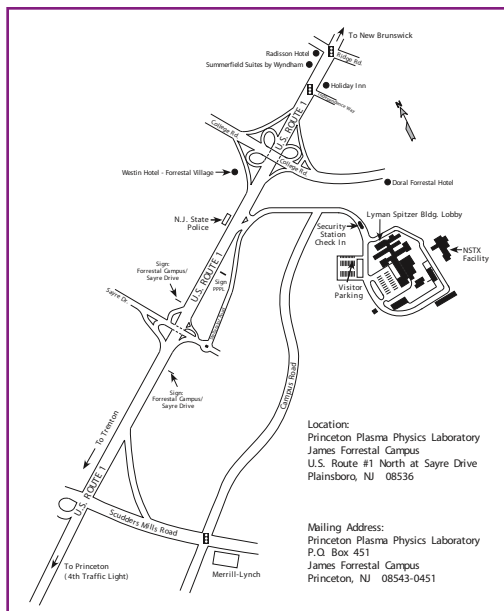 To New Brunswick
Radisson Hotel
Ridge Rd.
Summerfield Suites by Wyndham
Holiday Inn
U.S. ROUTE 1
College Rd.
College Rd.
Westin Hotel - Forrestal Village
Doral Forrestal Hotel
N.J. State
Police
Lyman Spitzer Bldg. Lobby
Security
Station
Check In
NSTX
Facility
Sign:
Forrestal Campus/
Sayre Drive
U.S. ROUTE 1
Sign
PPPL
Visitor
Parking
Sayre Dr.
Sign:
Forrestal Campus/
Sayre Drive
Campus Road
To Trenton
Location:
Princeton Plasma Physics Laboratory
James Forrestal Campus
U.S. Route #1 North at Sayre Drive
Plainsboro, NJ 08536
U.S. ROUTE 1
Scudders Mills Road
Mailing Address:
Princeton Plasma Physics Laboratory
P.O. Box 451
James Forrestal Campus
Princeton, NJ 08543-0451
To Princeton
(4th Traffic Light)
Merrill-Lynch